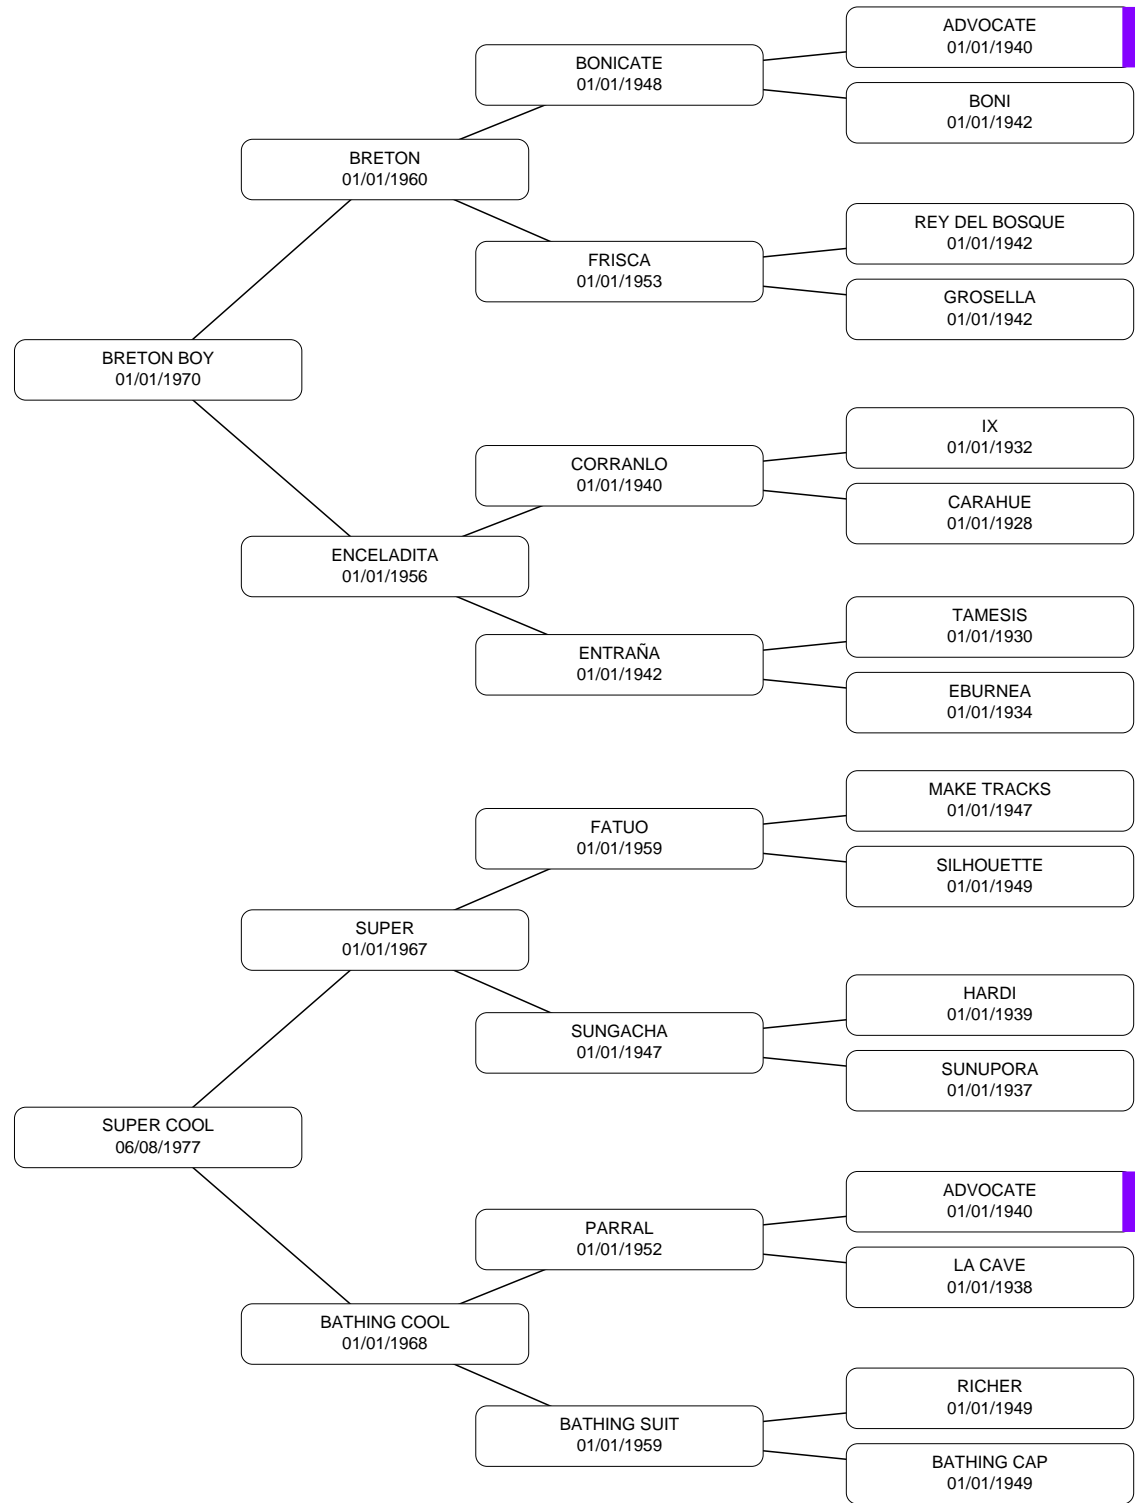 ADVOCATE
01/01/1940
BONICATE
01/01/1948
BONI
01/01/1942
BRETON
01/01/1960
REY DEL BOSQUE
01/01/1942
FRISCA
01/01/1953
GROSELLA
01/01/1942
BRETON BOY
01/01/1970
IX
01/01/1932
CORRANLO
01/01/1940
CARAHUE
01/01/1928
ENCELADITA
01/01/1956
TAMESIS
01/01/1930
ENTRAÑA
01/01/1942
EBURNEA
01/01/1934
MAKE TRACKS
01/01/1947
FATUO
01/01/1959
SILHOUETTE
01/01/1949
SUPER
01/01/1967
HARDI
01/01/1939
SUNGACHA
01/01/1947
SUNUPORA
01/01/1937
SUPER COOL
06/08/1977
ADVOCATE
01/01/1940
PARRAL
01/01/1952
LA CAVE
01/01/1938
BATHING COOL
01/01/1968
RICHER
01/01/1949
BATHING SUIT
01/01/1959
BATHING CAP
01/01/1949